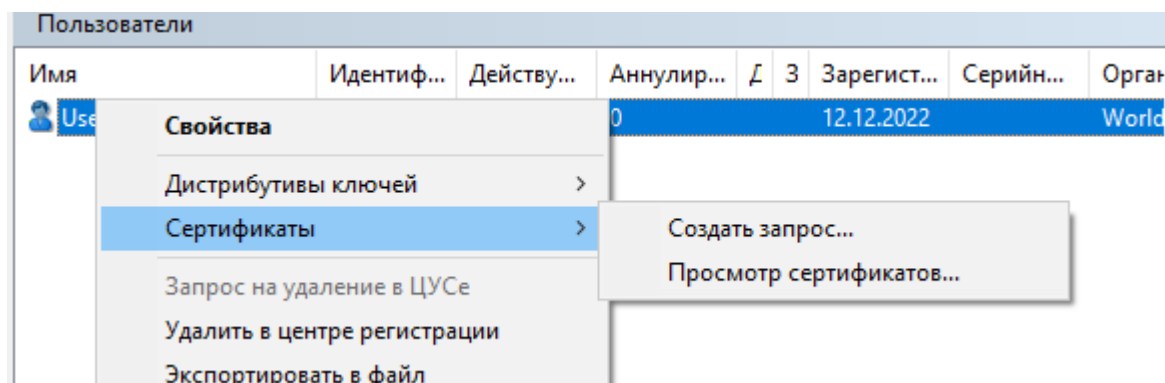 Пользователи
Имя Идентиф... Действу... Аннулир... Д З Зарегист... Серийн... Орган
Use 0 12.12.2022 World
Свойства
Дистрибутивы ключей
Сертификаты
Создать запрос...
Просмотр сертификатов...
Запрос на удаление в ЦУСе
Удалить в центре регистрации
Экспортировать в файл